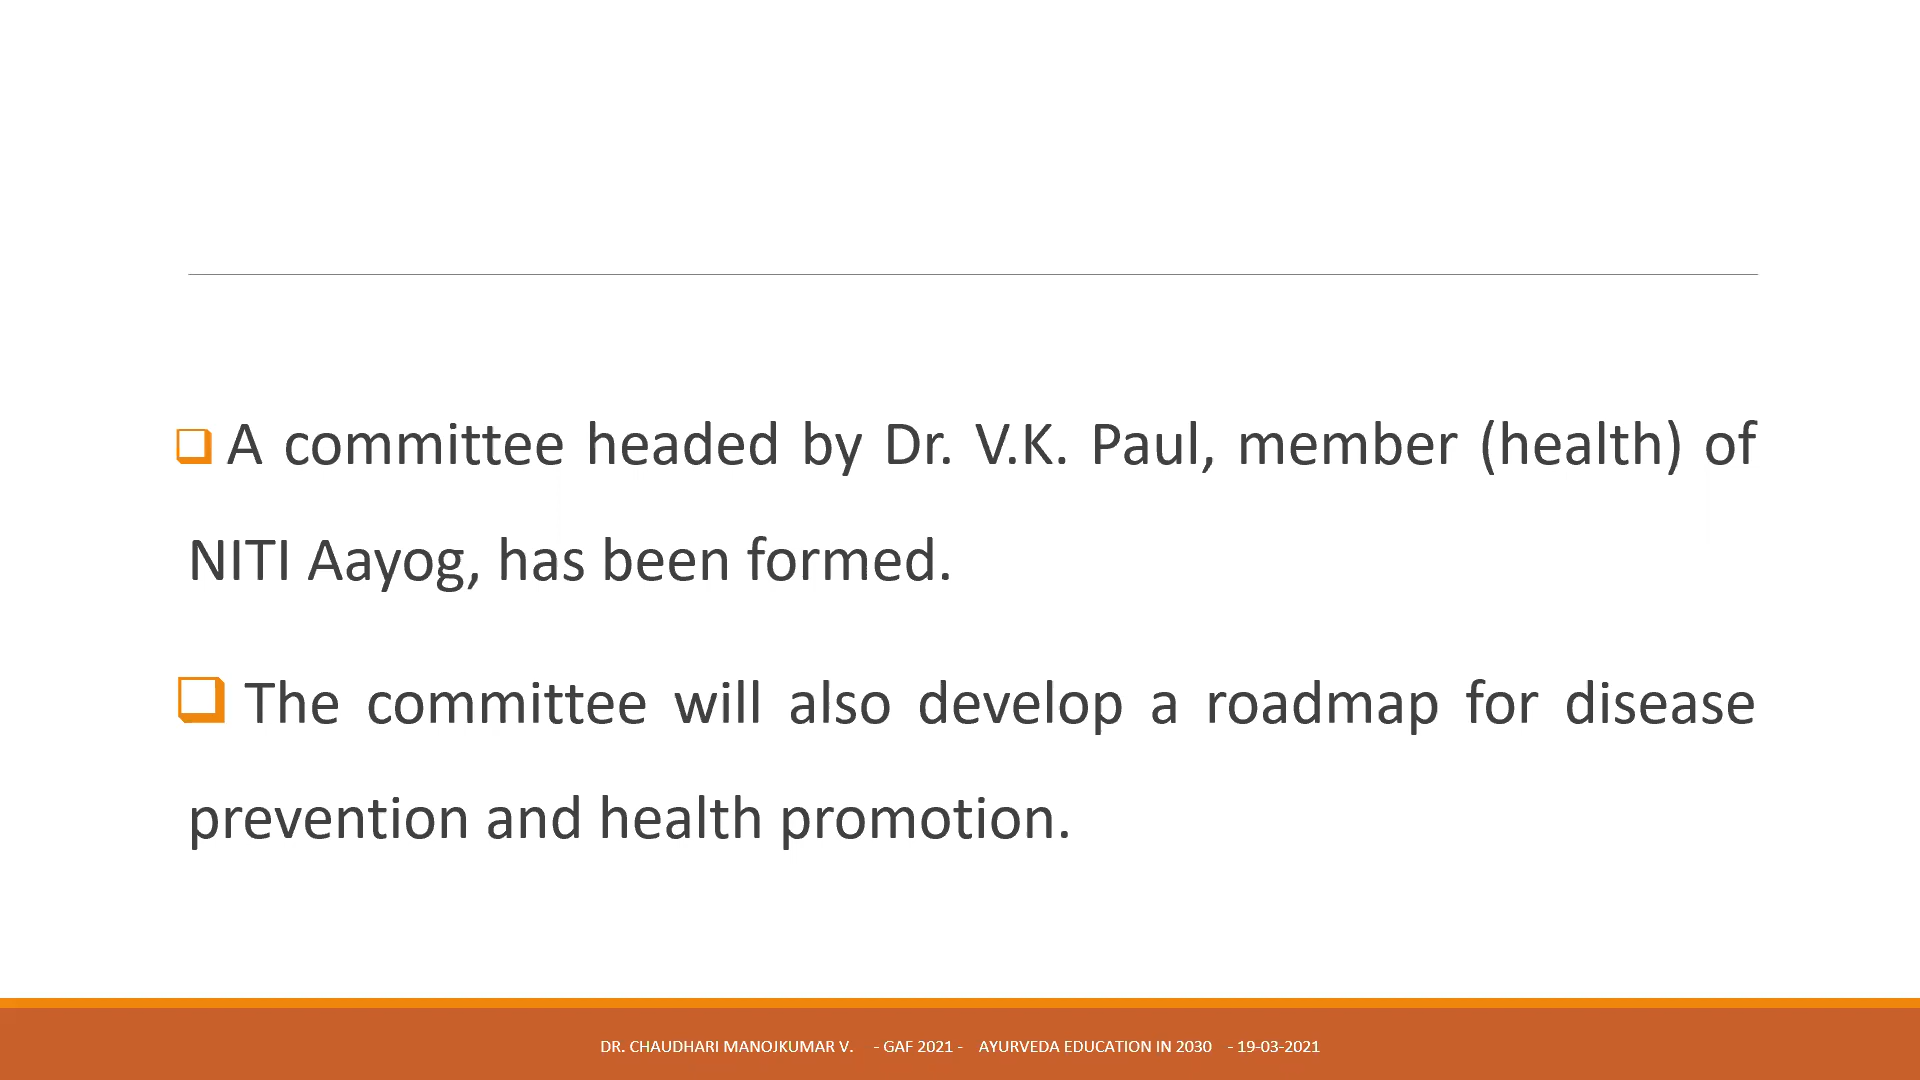 A committee headed by Dr. V.K. Paul, member (health) of
NITI Aayog, has been formed.
The committee will also develop a roadmap for disease
prevention and health promotion.
DR. CHAUDHARI MANOJKUMAR V. - GAF 2021 - AYURVEDA EDUCATION IN 2030 - 19-03-2021